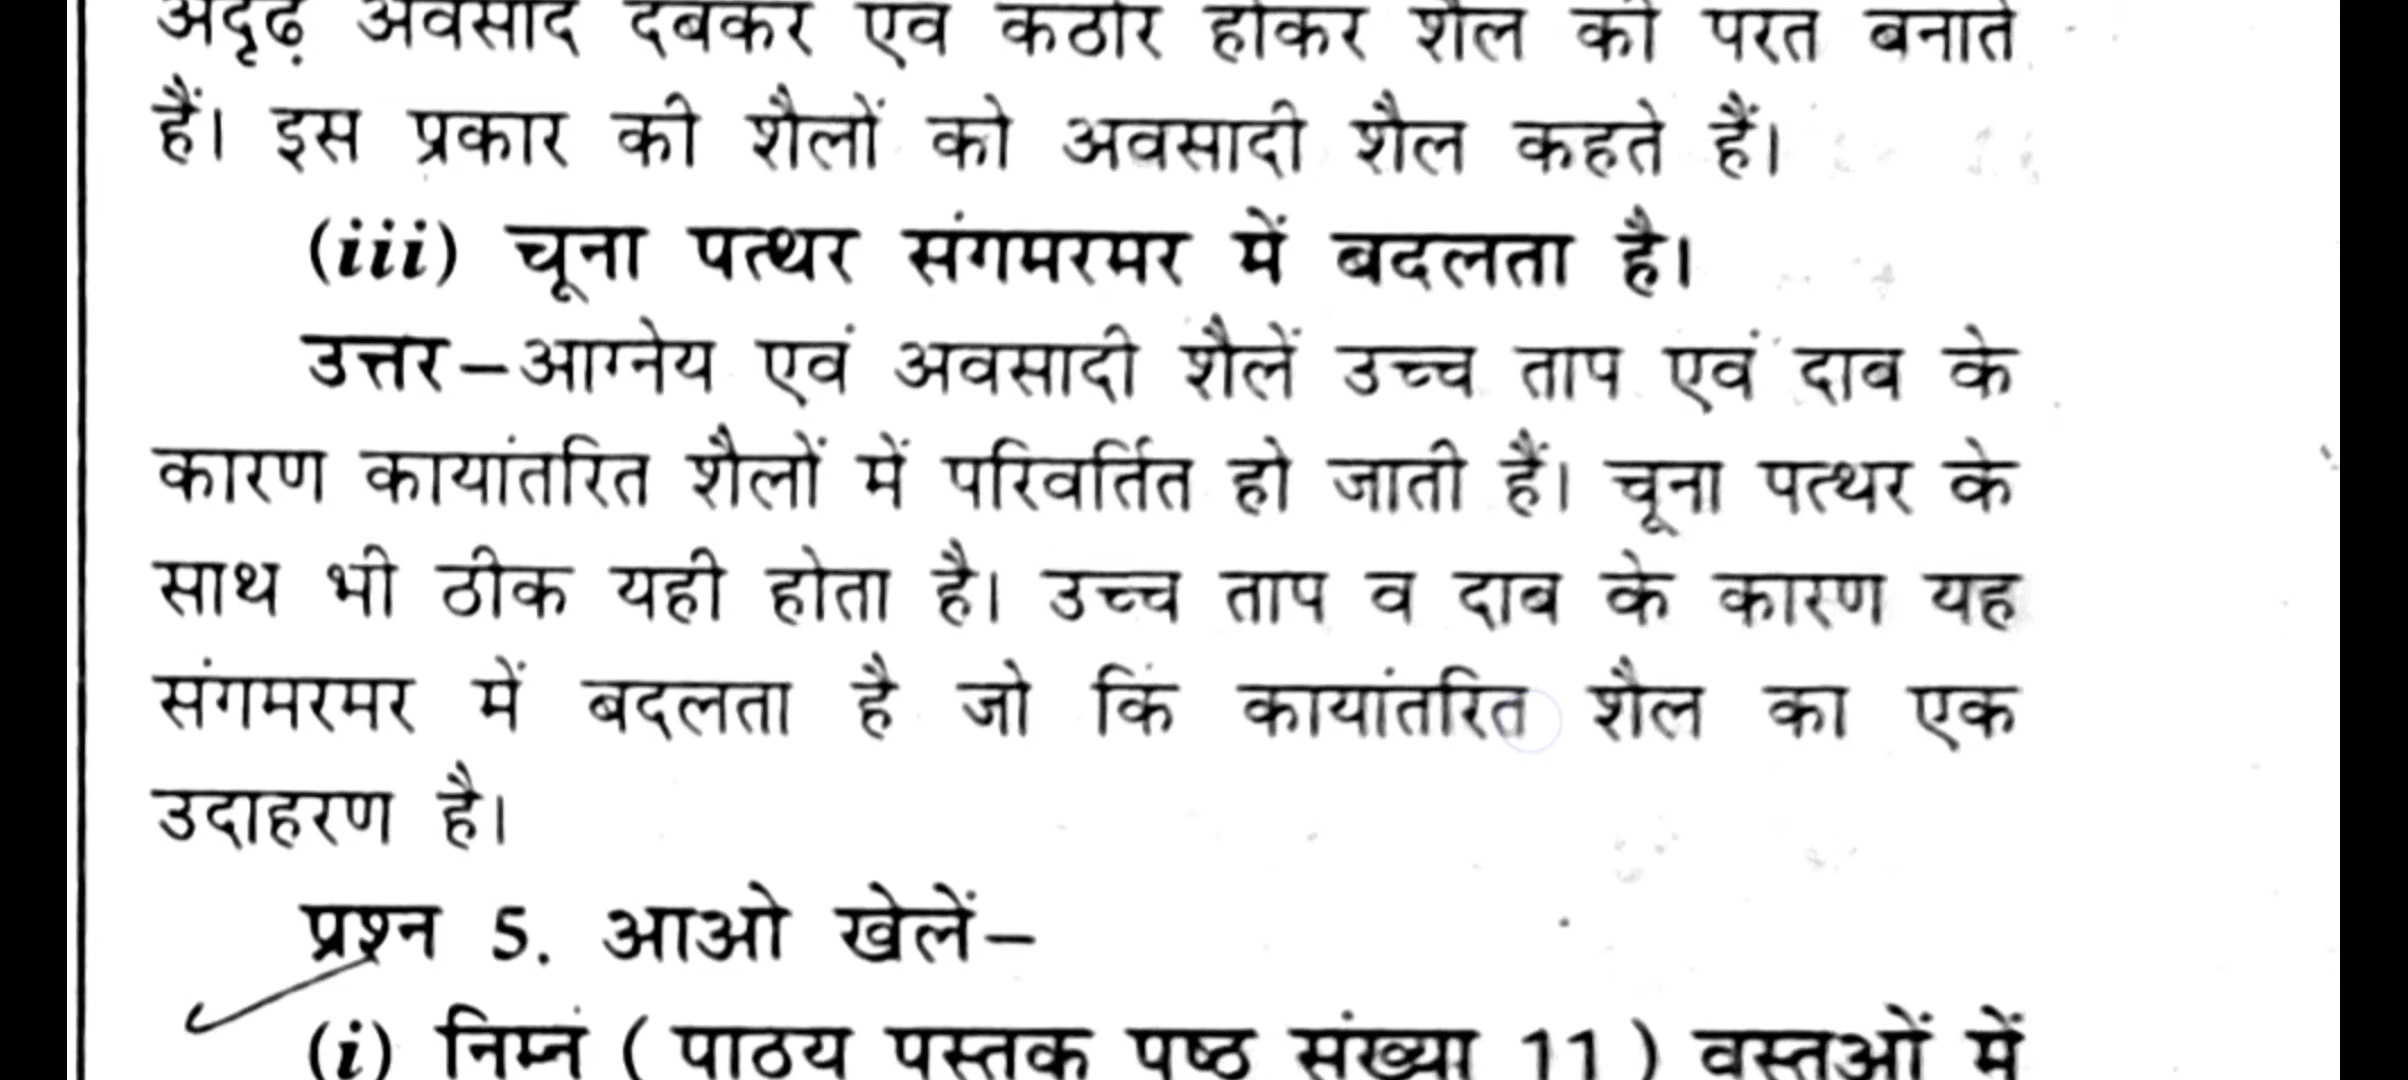 अदृढ़ अवसाद दबकर एवं कठोर होकर शैल की परत बनाते
हैं। इस प्रकार की शैलों को अवसादी शैल कहते हैं।
(iii) चूना पत्थर संगमरमर में बदलता है।
उत्तर–आग्नेय एवं अवसादी शैलें उच्च ताप एवं दाब के
कारण कायांतरित शैलों में परिवर्तित हो जाती हैं। चूना पत्थर के
साथ भी ठीक यही होता है। उच्च ताप व दाब के कारण यह
संगमरमर में बदलता है जो कि कायांतरित शैल का एक
उदाहरण है।
प्रश्न 5. आओ खेलें–
(i) निम्न ( पाठ्य पुस्तक पृष्ठ संख्या 11 ) वस्तुओं में